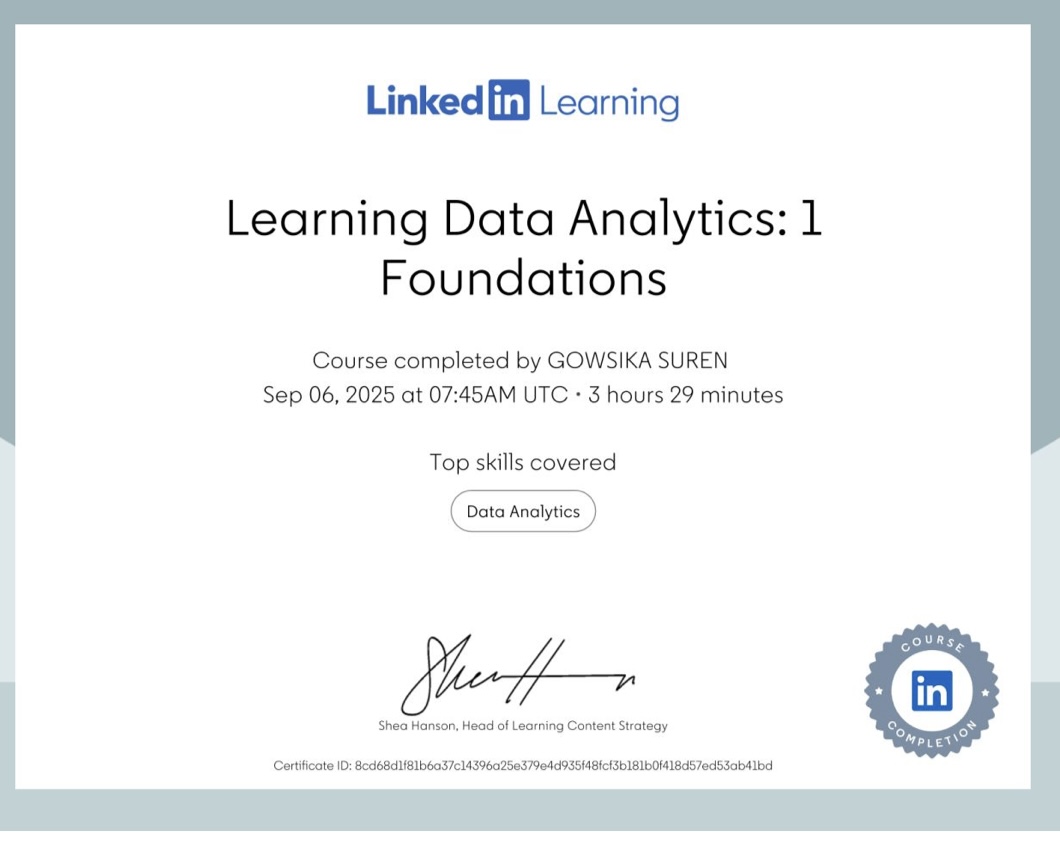 Linked in Learning
Learning Data Analytics: 1
Foundations
Course completed by GOWSIKA SUREN
Sep 06, 2025 at 07:45AM UTC • 3 hours 29 minutes
Top skills covered
Data Analytics
Shea Hanson, Head of Learning Content Strategy
COURSE
in
COMPLETION
Certificate ID: 8cd68d1f81b6a37c14396a25e379e4d935f48fcf3b181b0f418d57ed53ab41bd